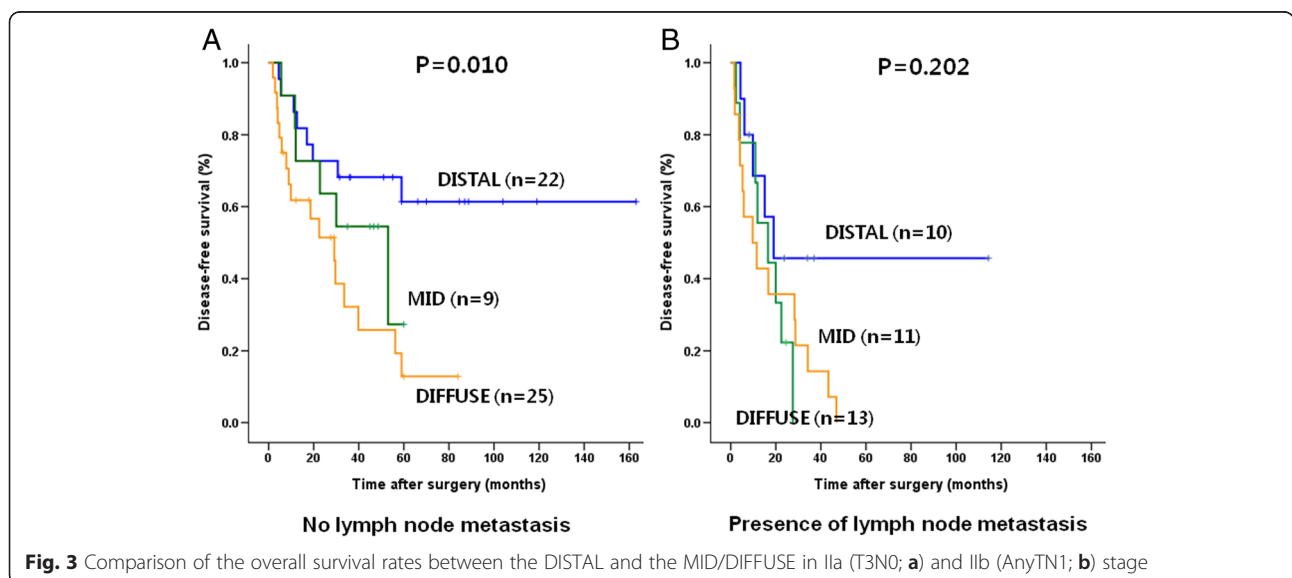 A
P=0.010
Disease-free survival (%)
1.0
0.8
0.6
0.4
0.2
0.0
DISTAL (n=22)
MID (n=9)
DIFFUSE (n=25)
0 20 40 60 80 100 120 140 160
Time after surgery (months)
No lymph node metastasis
B
P=0.202
Disease-free survival (%)
1.0
0.8
0.6
0.4
0.2
0.0
DISTAL (n=10)
MID (n=11)
DIFFUSE (n=13)
0 20 40 60 80 100 120 140 160
Time after surgery (months)
Presence of lymph node metastasis
Fig. 3 Comparison of the overall survival rates between the DISTAL and the MID/DIFFUSE in IIa (T3N0; a) and IIb (AnyTN1; b) stage